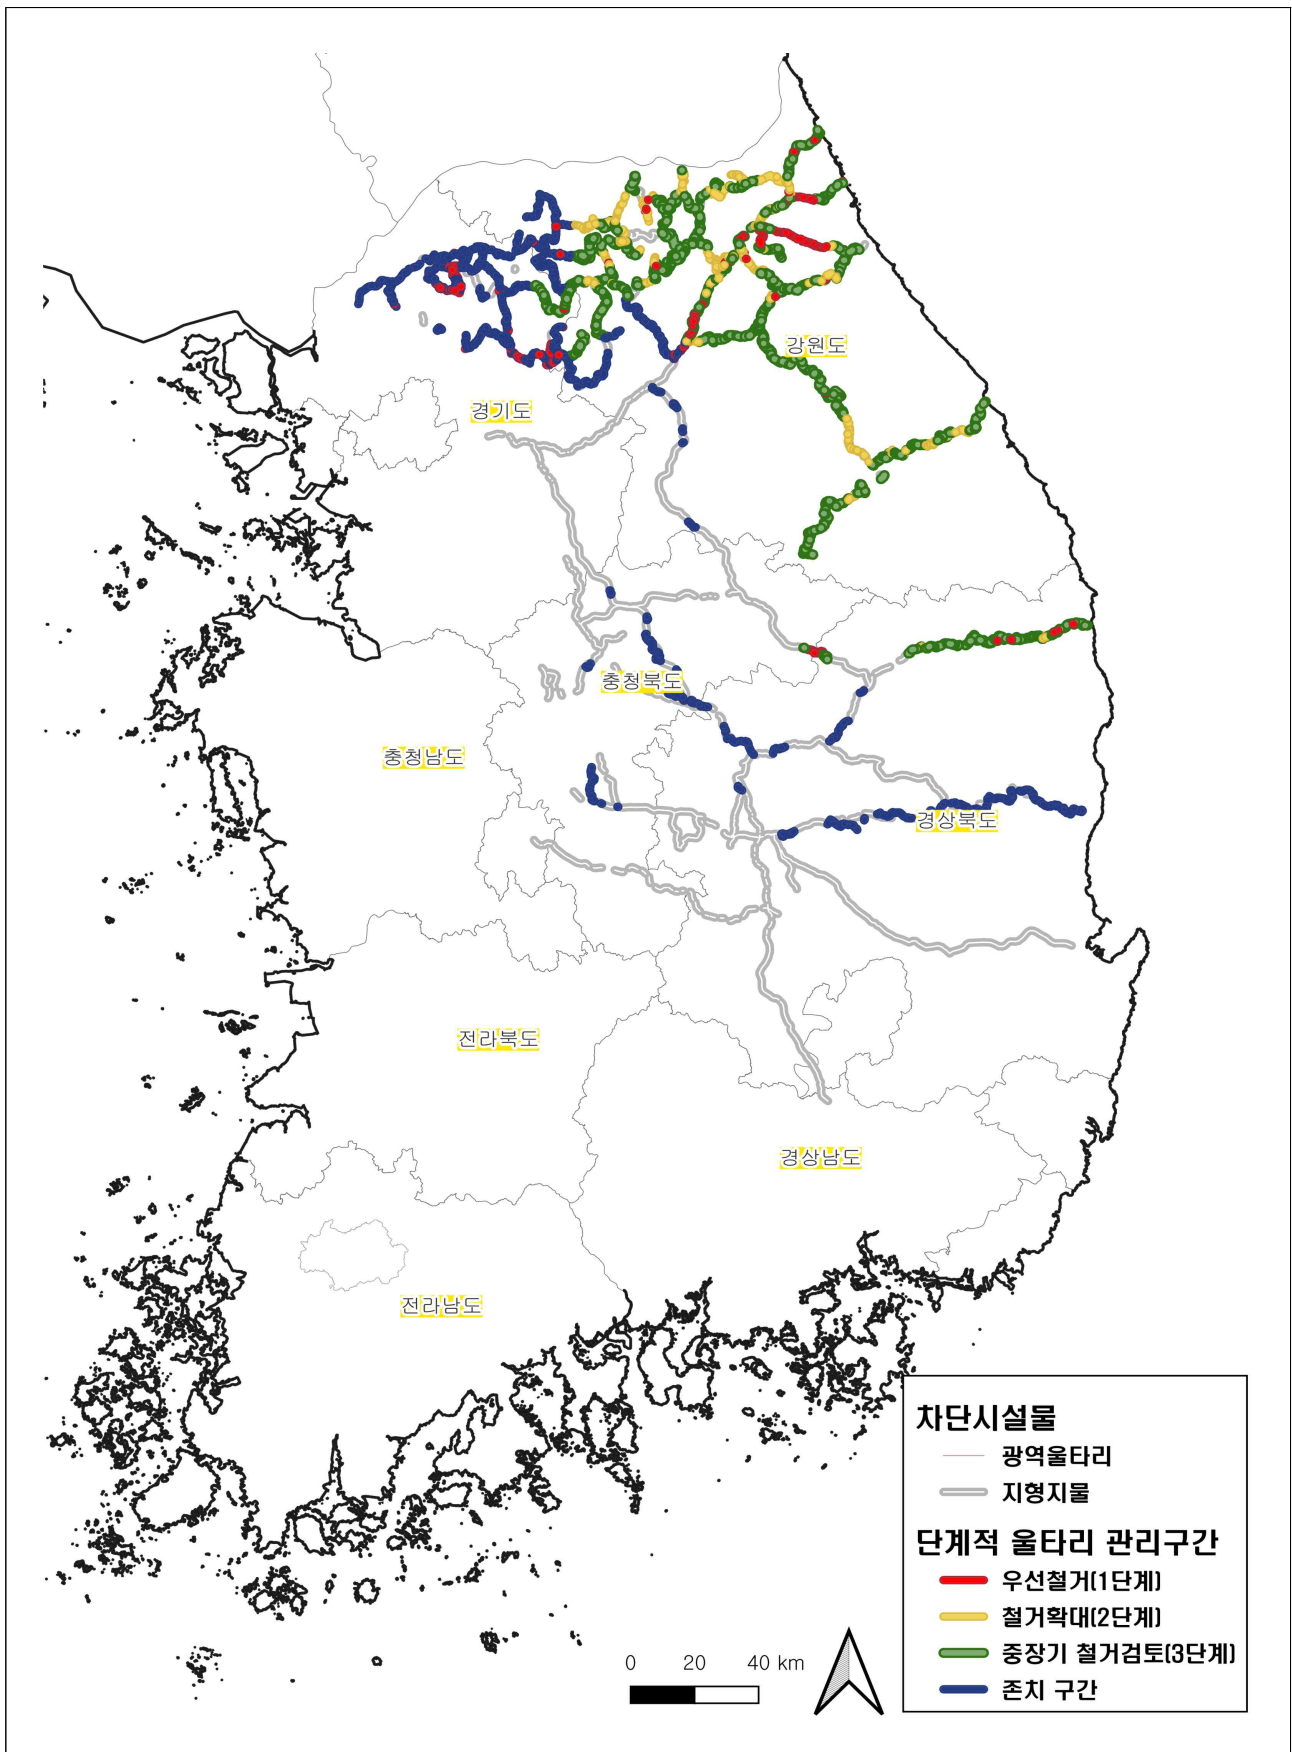 강원도
경기도
충청북도
충청남도
경상북도
전라북도
경상남도
전라남도
차단시설물
광역울타리
지형지물
단계적 울타리 관리구간
우선철거(1단계)
철거확대(2단계)
중장기 철거검토(3단계)
존치 구간
0 20 40 km